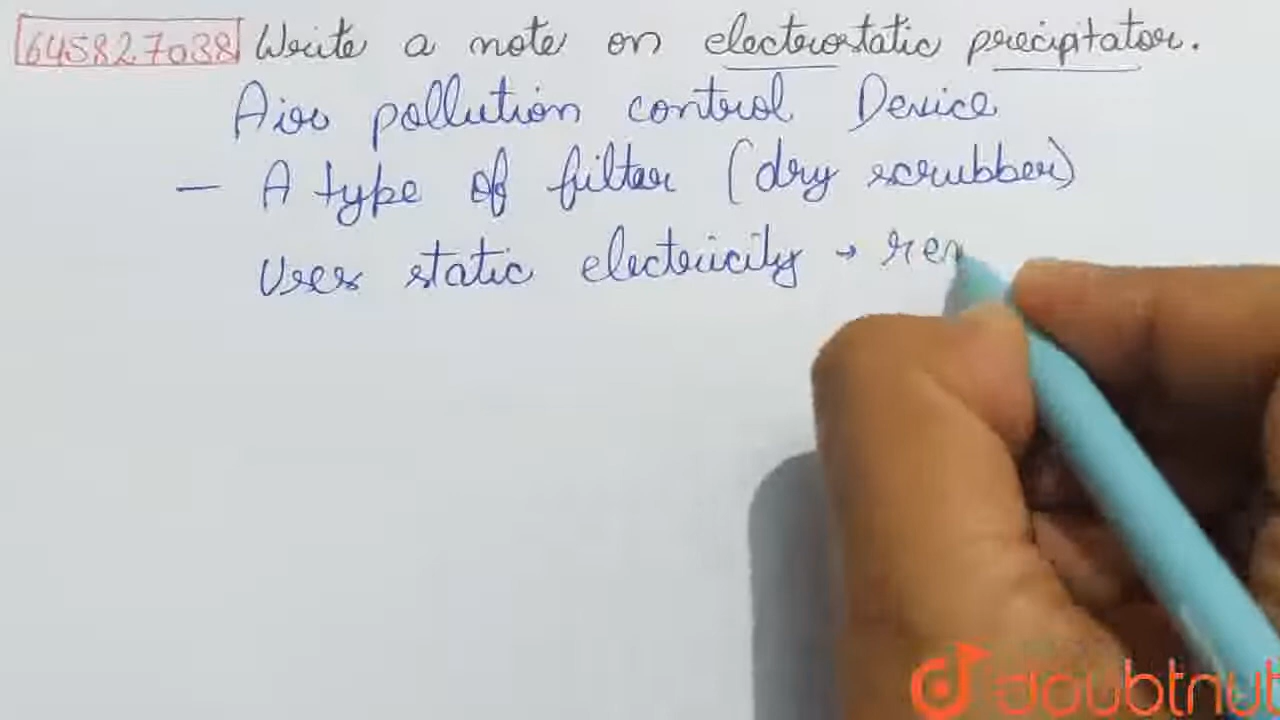 645827038 Write a note on electrostatic precipitator.
Air pollution control Device
— A type of filter (dry scrubber)
Uses static electricity → rem
doubtnut